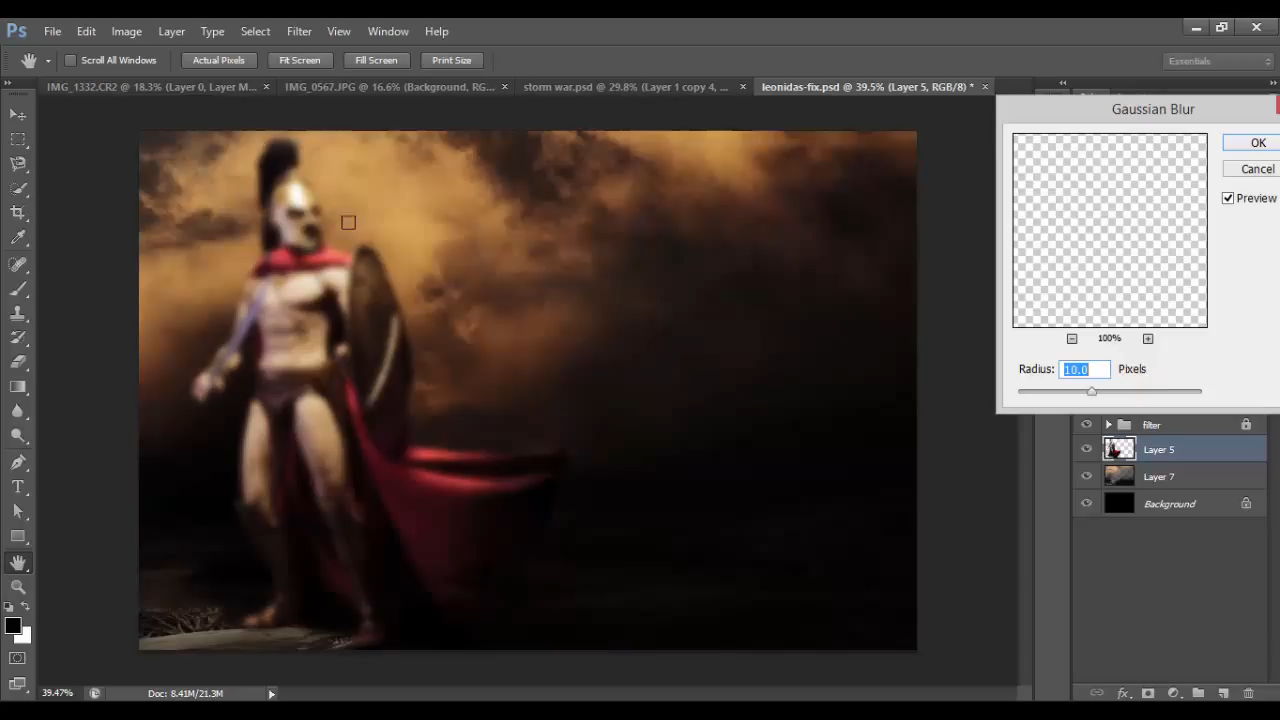 Ps File Edit Image Layer Type Select Filter View Window Help
Scroll All Windows Actual Pixels Fit Screen Fill Screen Print Size Essentials
IMG_1332.CR2 @ 18.3% (Layer 0, Layer M... × IMG_0567.JPG @ 16.6% (Background, RG... × storm war.psd @ 29.8% (Layer 1 copy 4, ... × leonidas-fix.psd @ 39.5% (Layer 5, RGB/8) * ×
Gaussian Blur
OK
Cancel
Preview
100%
Radius: 10.0 Pixels
filter
Layer 5
Layer 7
Background
39.47% Doc: 8.41M/21.3M